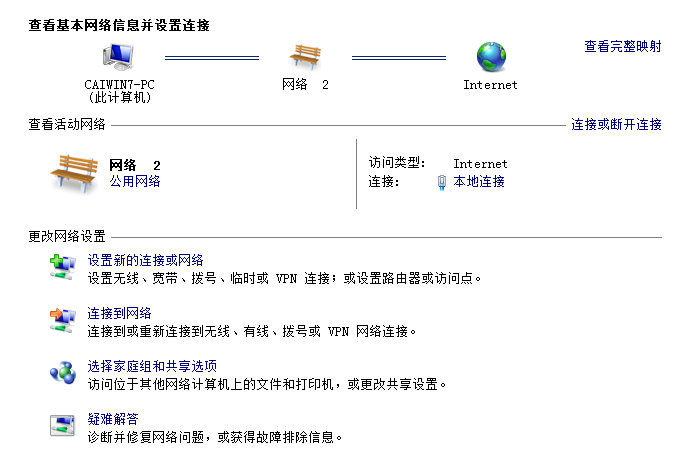 查看基本网络信息并设置连接
查看完整映射
CAIWIN7-PC
(此计算机)
网络 2
Internet
查看活动网络
连接或断开连接
网络 2
公用网络
访问类型: Internet
连接: 本地连接
更改网络设置
设置新的连接或网络
设置无线、宽带、拨号、临时或 VPN 连接；或设置路由器或访问点。
连接到网络
连接到或重新连接到无线、有线、拨号或 VPN 网络连接。
选择家庭组和共享选项
访问位于其他网络计算机上的文件和打印机，或更改共享设置。
疑难解答
诊断并修复网络问题，或获得故障排除信息。